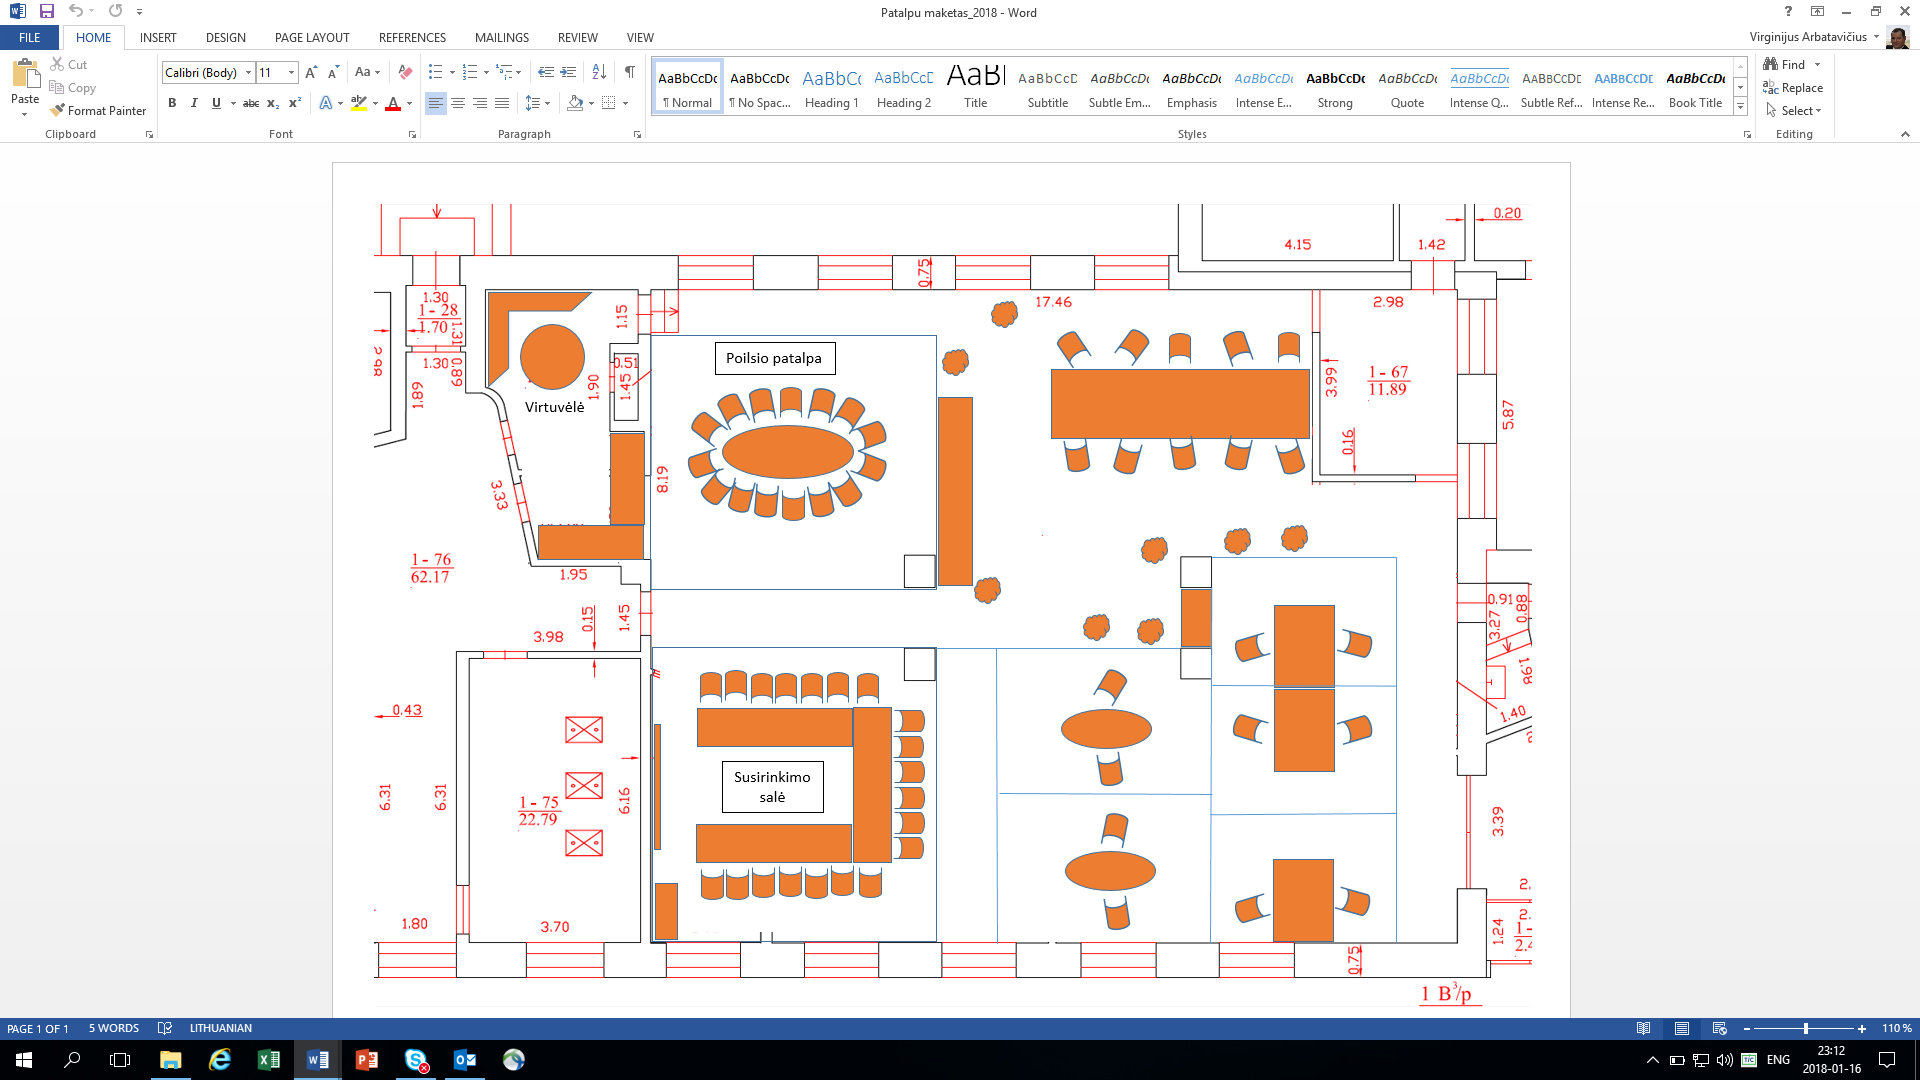 Patalpu maketas_2018 - Word
FILE
HOME
INSERT
DESIGN
PAGE LAYOUT
REFERENCES
MAILINGS
REVIEW
VIEW
Virginijus Arbatavičius
Paste
Cut
Copy
Format Painter
Clipboard
Calibri (Body)
11
Font
Paragraph
¶ Normal
¶ No Spac...
Heading 1
Heading 2
Title
Subtitle
Subtle Em...
Emphasis
Intense E...
Strong
Quote
Intense Q...
Subtle Ref...
Intense Re...
Book Title
Styles
Find
Replace
Select
Editing
0.20
4.15
1.42
0.75
1.30
1 - 28
1.70
1.31
1.30
0.89
1.89
1.15
17.46
2.98
Poilsio patalpa
0.51
1.45
1.90
Virtuvėlė
3.99
1 - 67
11.89
5.87
0.16
8.19
3.33
1 - 76
62.17
1.95
0.15
1.45
3.98
0.91
0.88
3.27
1.98
1.40
0.43
6.31
6.31
1 - 75
22.79
6.16
Susirinkimo
salė
3.39
1.80
3.70
1.24
0.75
1 B³/p
PAGE 1 OF 1
5 WORDS
LITHUANIAN
110 %
ENG
23:12
2018-01-16